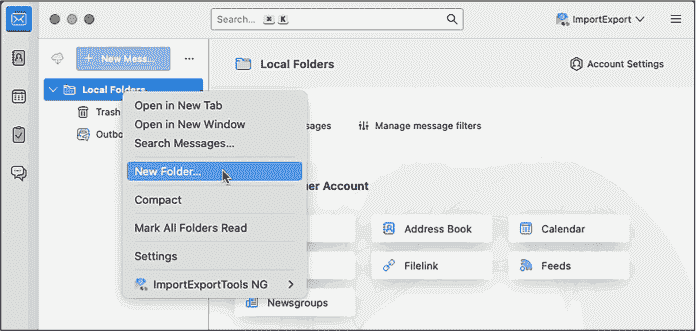 Search... ⌘ K
ImportExport
New Mess...
Local Folders
Trash
Outbo
Local Folders
Account Settings
Open in New Tab
Open in New Window
Search Messages...
New Folder...
Compact
Mark All Folders Read
Settings
ImportExportTools NG
ssages
Manage message filters
her Account
Address Book
Calendar
Filelink
Feeds
Newsgroups